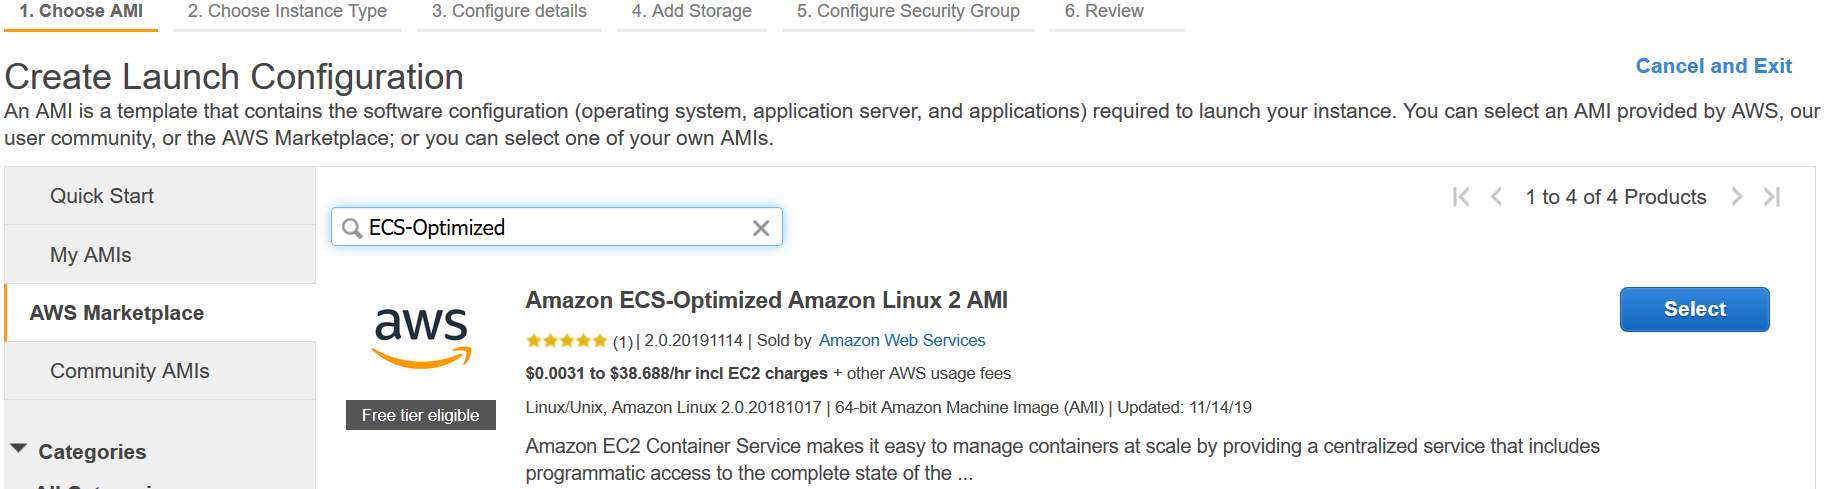 1. Choose AMI 2. Choose Instance Type 3. Configure details 4. Add Storage 5. Configure Security Group 6. Review
Create Launch Configuration
Cancel and Exit
An AMI is a template that contains the software configuration (operating system, application server, and applications) required to launch your instance. You can select an AMI provided by AWS, our
user community, or the AWS Marketplace; or you can select one of your own AMIs.
Quick Start
My AMIs
AWS Marketplace
Community AMIs
Categories
1 to 4 of 4 Products
ECS-Optimized
aws
Free tier eligible
Amazon ECS-Optimized Amazon Linux 2 AMI
(1) | 2.0.20191114 | Sold by Amazon Web Services
$0.0031 to $38.688/hr incl EC2 charges + other AWS usage fees
Linux/Unix, Amazon Linux 2.0.20181017 | 64-bit Amazon Machine Image (AMI) | Updated: 11/14/19
Amazon EC2 Container Service makes it easy to manage containers at scale by providing a centralized service that includes
programmatic access to the complete state of the ...
Select